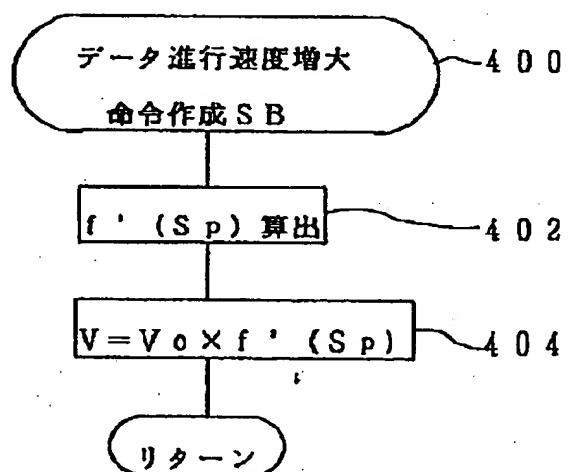 データ進行速度増大
命令作成SB
400
f'(Sp)算出
402
V=Vo×f'(Sp)
404
リターン